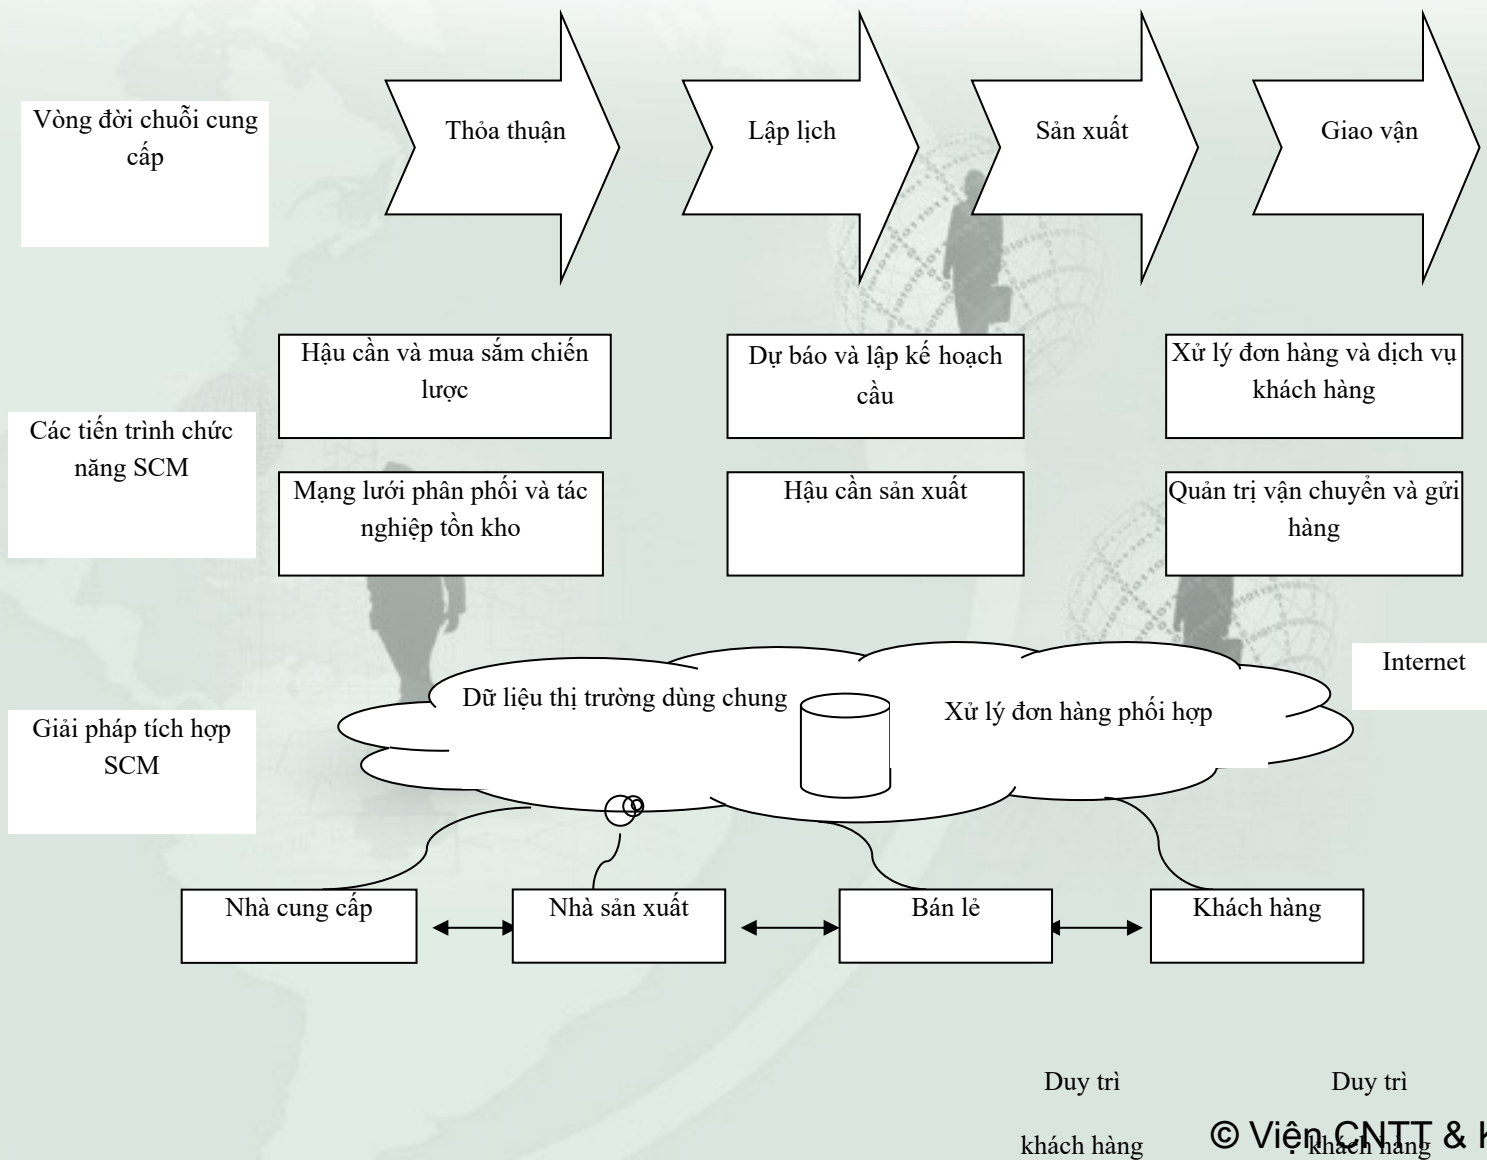 Vòng đời chuỗi cung
cấp
Thỏa thuận
Lập lịch
Sản xuất
Giao vận
Các tiến trình chức
năng SCM
Hậu cần và mua sắm chiến
lược
Dự báo và lập kế hoạch
cầu
Xử lý đơn hàng và dịch vụ
khách hàng
Mạng lưới phân phối và tác
nghiệp tồn kho
Hậu cần sản xuất
Quản trị vận chuyển và gửi
hàng
Giải pháp tích hợp
SCM
Dữ liệu thị trường dùng chung
Xử lý đơn hàng phối hợp
Internet
Nhà cung cấp
Nhà sản xuất
Bán lẻ
Khách hàng
Duy trì
khách hàng
Duy trì
khách hàng
© Viện CNTT & K